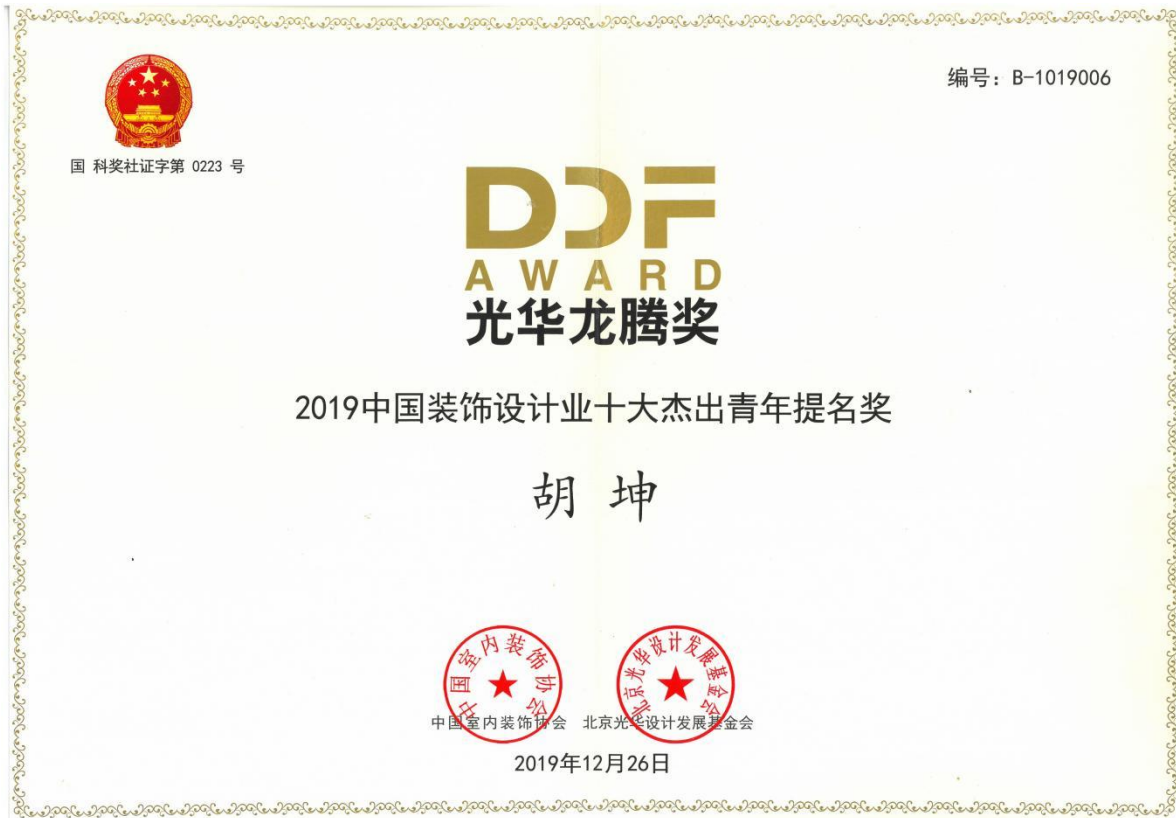 编号：B-1019006
国 科奖社证字第 0223 号
DDF
AWARD
光华龙腾奖
2019中国装饰设计业十大杰出青年提名奖
胡 坤
中国室内装饰协会
北京光华设计发展基金会
中国室内装饰协会 北京光华设计发展基金会
2019年12月26日